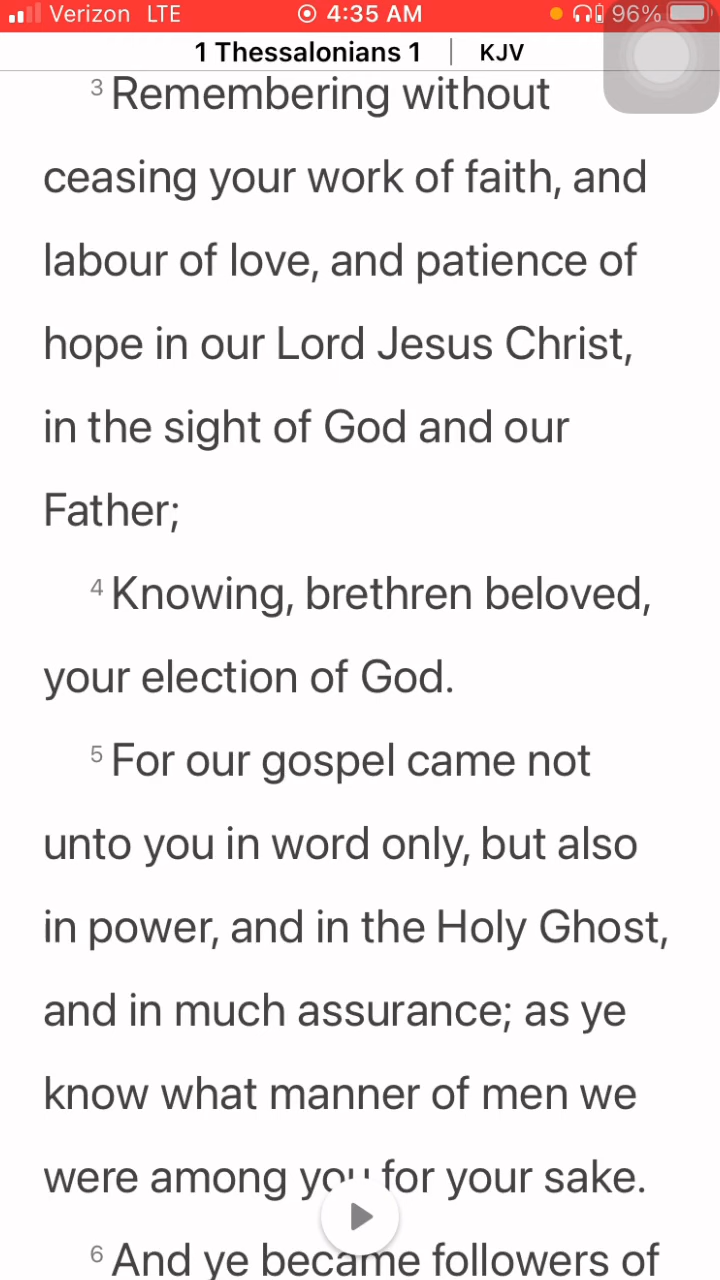 Verizon LTE 4:35 AM 96%
1 Thessalonians 1 | KJV
3 Remembering without
ceasing your work of faith, and
labour of love, and patience of
hope in our Lord Jesus Christ,
in the sight of God and our
Father;
4 Knowing, brethren beloved,
your election of God.
5 For our gospel came not
unto you in word only, but also
in power, and in the Holy Ghost,
and in much assurance; as ye
know what manner of men we
were among you for your sake.
6 And ye became followers of